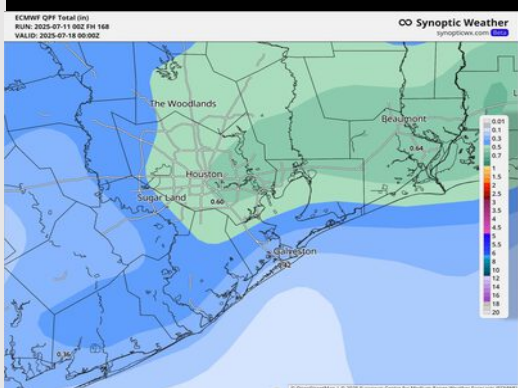 ECMWF QPF Total (in)
RUN: 2025-07-11 00Z FH 168
VALID: 2025-07-18 00:00Z
Synoptic Weather
synopticwx.com Beta
The Woodlands
Beaumont
0.64
Houston
Sugar Land
0.60
Galveston
0.36
0.01
0.1
0.3
0.5
0.7
1
1.5
2
2.5
3
3.5
4
4.5
5
5.5
6
8
10
12
14
16
18
20